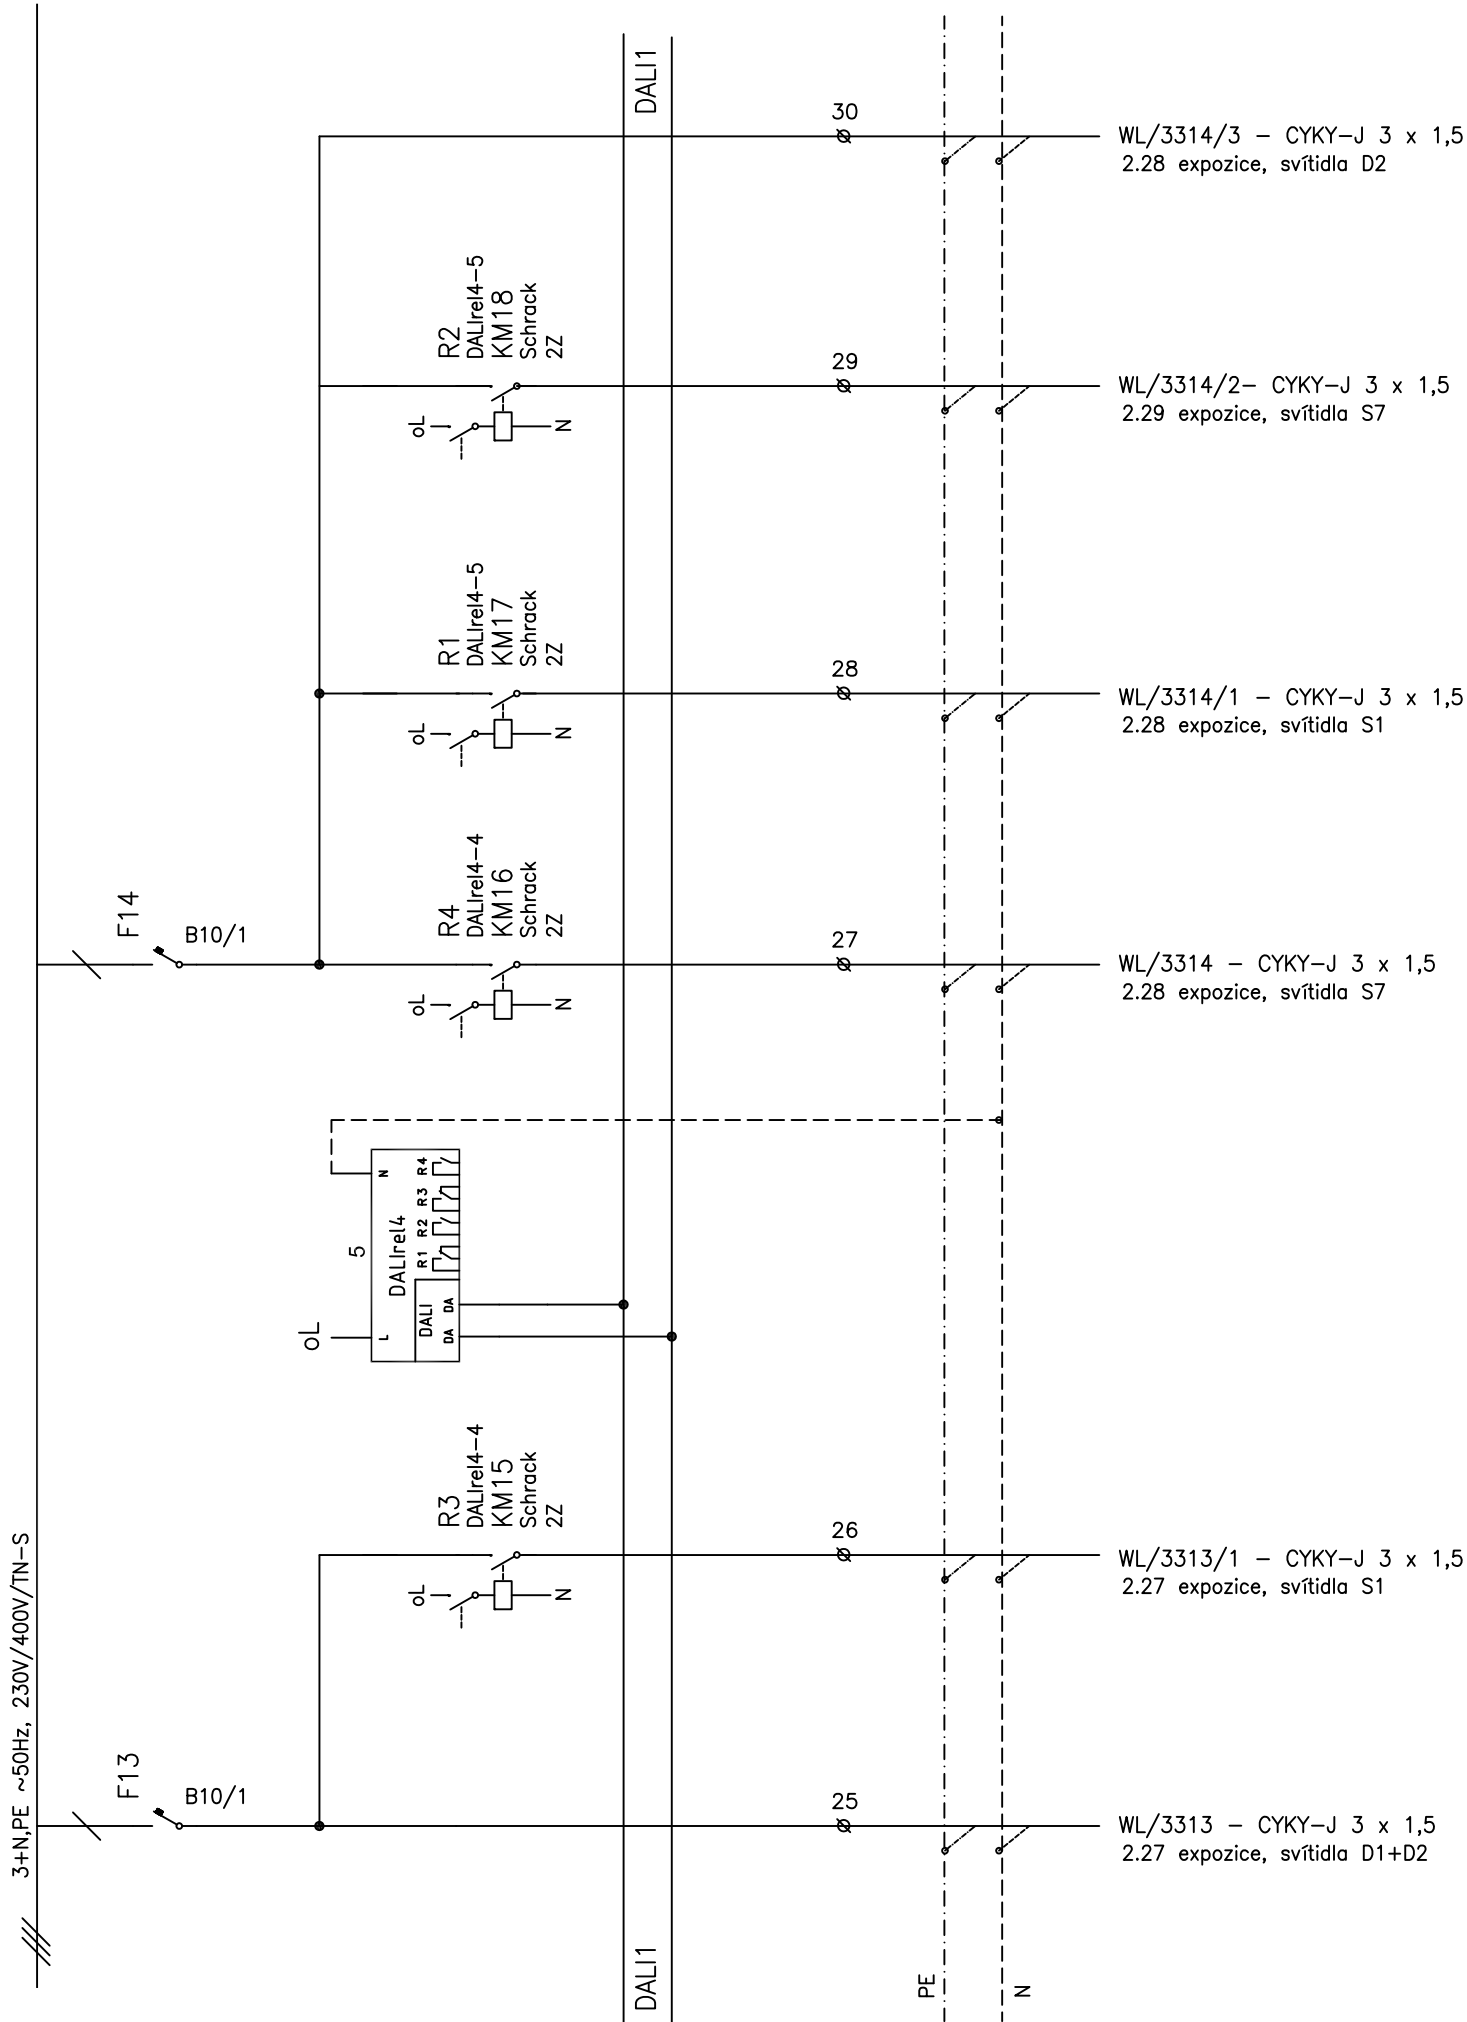 DALI1
30
WL/3314/3 - CYKY-J 3 x 1,5
2.28 expozice, svítidla D2
R2
DALIrel4-5
KM18
Schrack
2Z
oL
N
29
WL/3314/2- CYKY-J 3 x 1,5
2.29 expozice, svítidla S7
R1
DALIrel4-5
KM17
Schrack
2Z
oL
N
28
WL/3314/1 - CYKY-J 3 x 1,5
2.28 expozice, svítidla S1
F14
B10/1
R4
DALIrel4-4
KM16
Schrack
2Z
oL
N
27
WL/3314 - CYKY-J 3 x 1,5
2.28 expozice, svítidla S7
5
oL
L
N
DALIrel4
DALI
DA DA
R1 R2 R3 R4
R3
DALIrel4-4
KM15
Schrack
2Z
oL
N
26
WL/3313/1 - CYKY-J 3 x 1,5
2.27 expozice, svítidla S1
3+N,PE ~50Hz, 230V/400V/TN-S
F13
B10/1
25
WL/3313 - CYKY-J 3 x 1,5
2.27 expozice, svítidla D1+D2
DALI1
PE
N